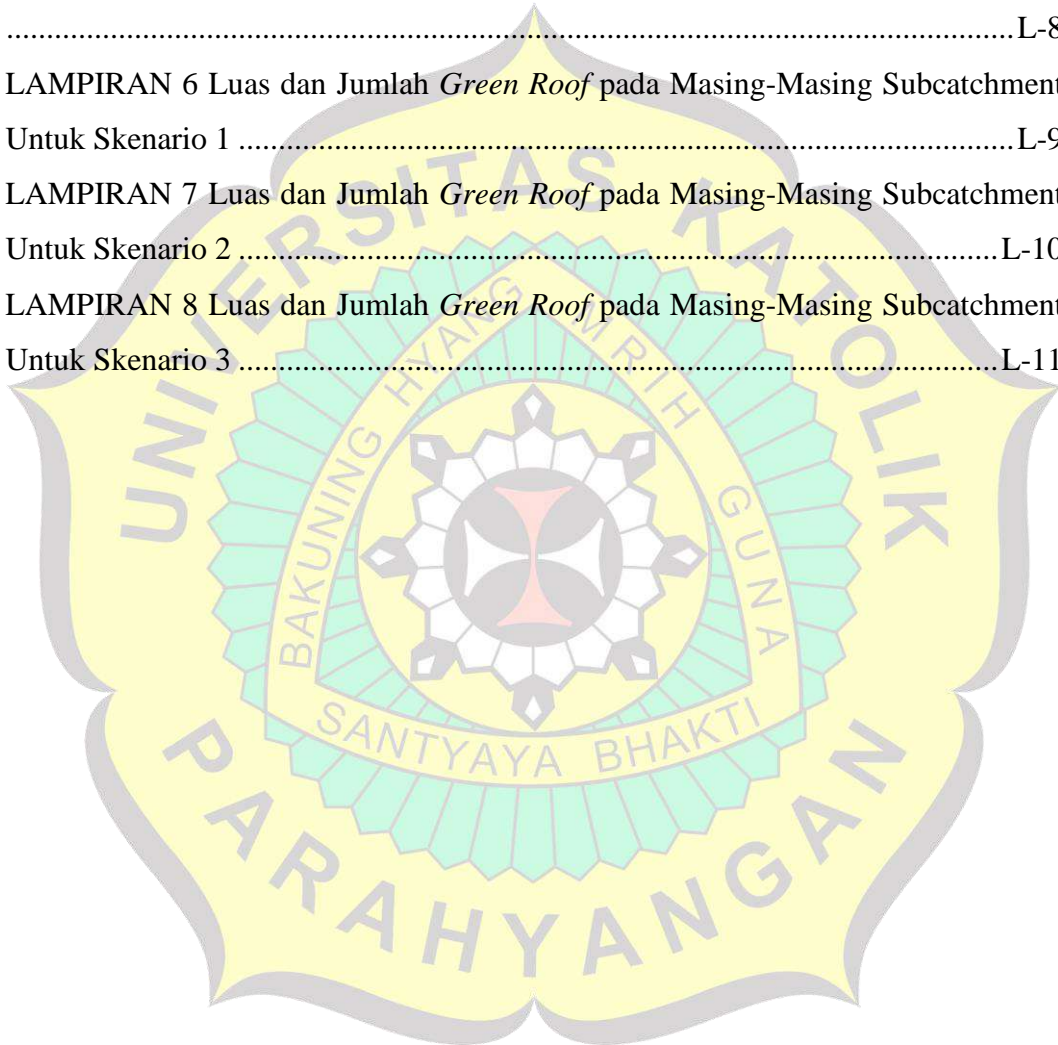 ........................................................................................................................L-8
LAMPIRAN 6 Luas dan Jumlah Green Roof pada Masing-Masing Subcatchment
Untuk Skenario 1 ................................................................................................L-9
LAMPIRAN 7 Luas dan Jumlah Green Roof pada Masing-Masing Subcatchment
Untuk Skenario 2 ..............................................................................................L-10
LAMPIRAN 8 Luas dan Jumlah Green Roof pada Masing-Masing Subcatchment
Untuk Skenario 3 ..............................................................................................L-11
UNIVERSITAS KATOLIK
PARAHYANGAN
BAKUNING HYANG MRIH GUNA
SANTYAYA BHAKTI